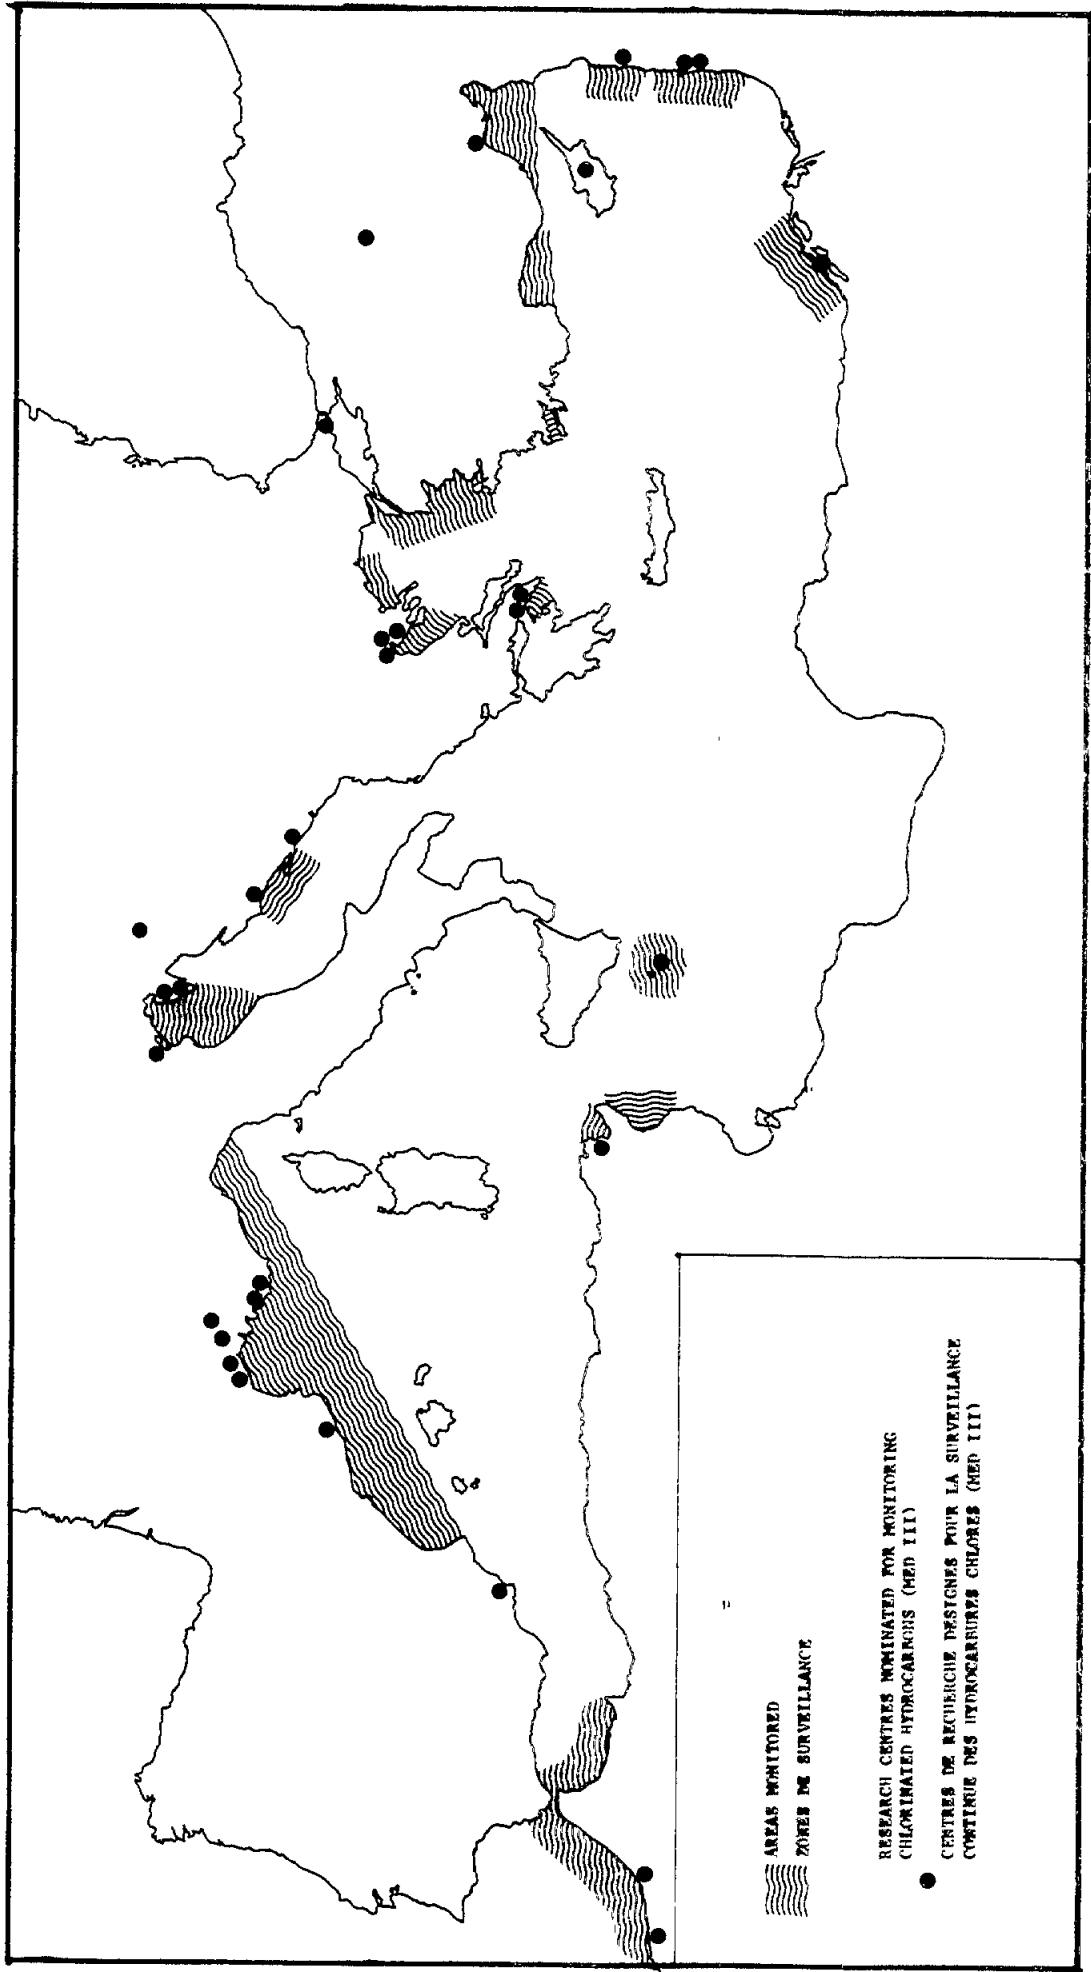 AREAS MONITORED
ZONES DE SURVEILLANCE
RESEARCH CENTRES NOMINATED FOR MONITORING
CHLORINATED HYDROCARBONS (MED III)
CENTRES DE RECHERCHE DESIGNES POUR LA SURVEILLANCE
CONTINUE DES HYDROCARBURES CHLORES (MED III)